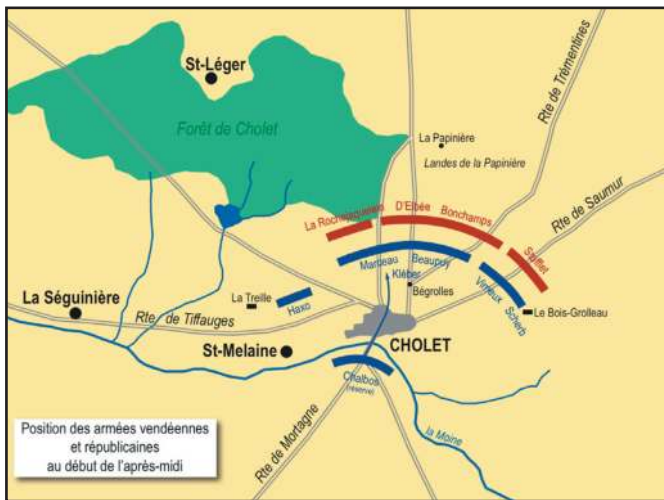 St-Léger
Forêt de Cholet
Rte de Trémentines
La Papinière
Landes de la Papinière
Rte de Saumur
La Rochejaquelein
D'Elbée
Bonchamps
Stofflet
Marceau
Beaupuy
Kléber
Vimeux
Scherb
Bégrolles
Le Bois-Grolleau
La Séguinière
La Treille
Haxo
Rte de Tiffauges
St-Melaine
CHOLET
Chalbos
(réserve)
Rte de Mortagne
la Moine
Position des armées vendéennes
et républicaines
au début de l'après-midi